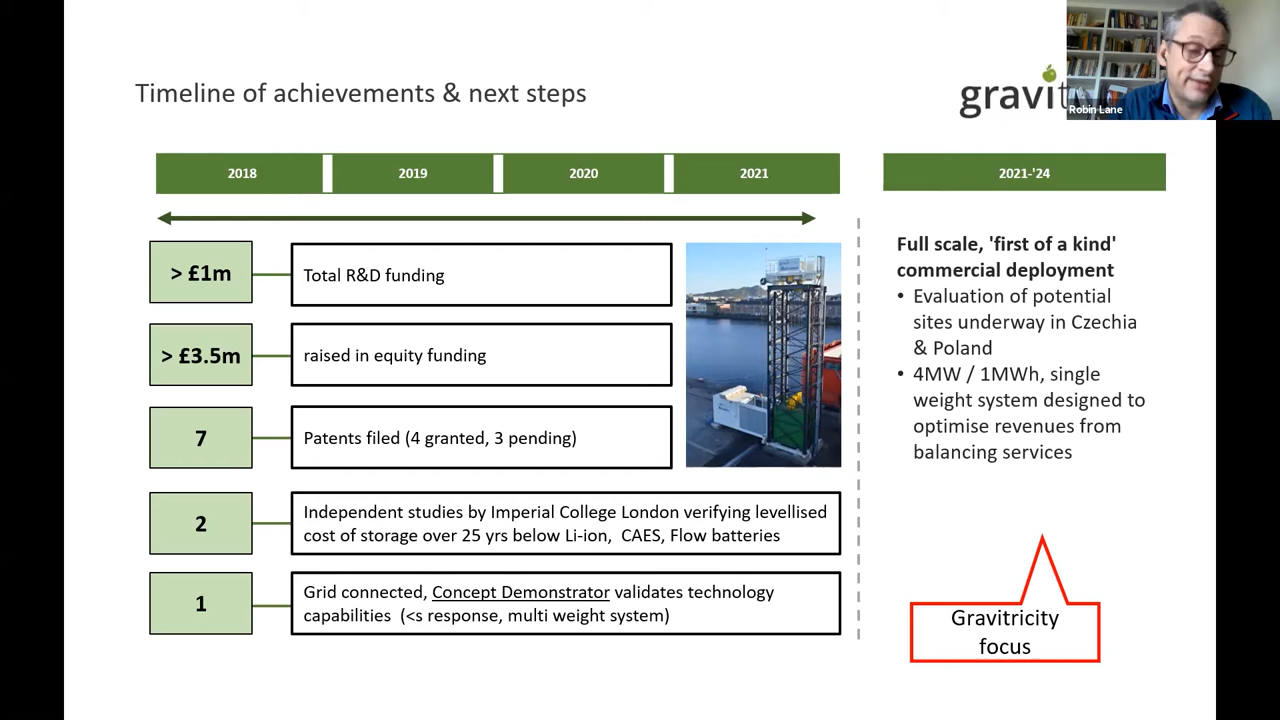 Timeline of achievements & next steps
gravit
Robin Lane
2018
2019
2020
2021
2021-'24
> £1m
Total R&D funding
> £3.5m
raised in equity funding
7
Patents filed (4 granted, 3 pending)
2
Independent studies by Imperial College London verifying levellised
cost of storage over 25 yrs below Li-ion, CAES, Flow batteries
1
Grid connected, Concept Demonstrator validates technology
capabilities (<s response, multi weight system)
Full scale, 'first of a kind'
commercial deployment
• Evaluation of potential
sites underway in Czechia
& Poland
• 4MW / 1MWh, single
weight system designed to
optimise revenues from
balancing services
Gravitricity
focus